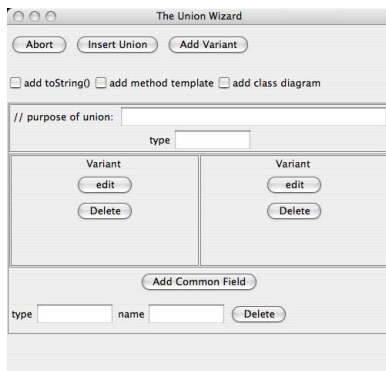 The Union Wizard
Abort Insert Union Add Variant
add toString() add method template add class diagram
// purpose of union:
type
Variant Variant
edit edit
Delete Delete
Add Common Field
type name Delete